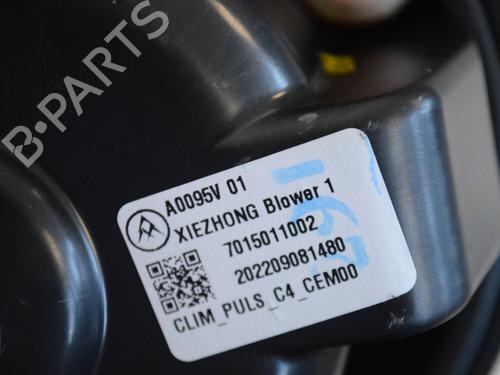 B-PARTS
A0095V 01
XIEZHONG Blower 1
7015011002
202209081480
CLIM_PULS_C4_CEM00